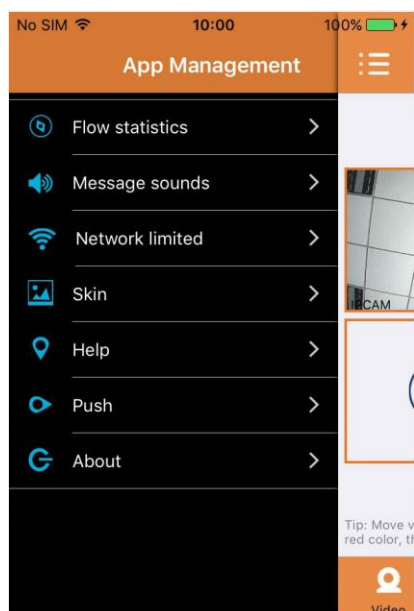 No SIM 10:00 100%
App Management
Flow statistics
Message sounds
Network limited
Skin
Help
Push
About
Tip: Move v
red color, th
Video